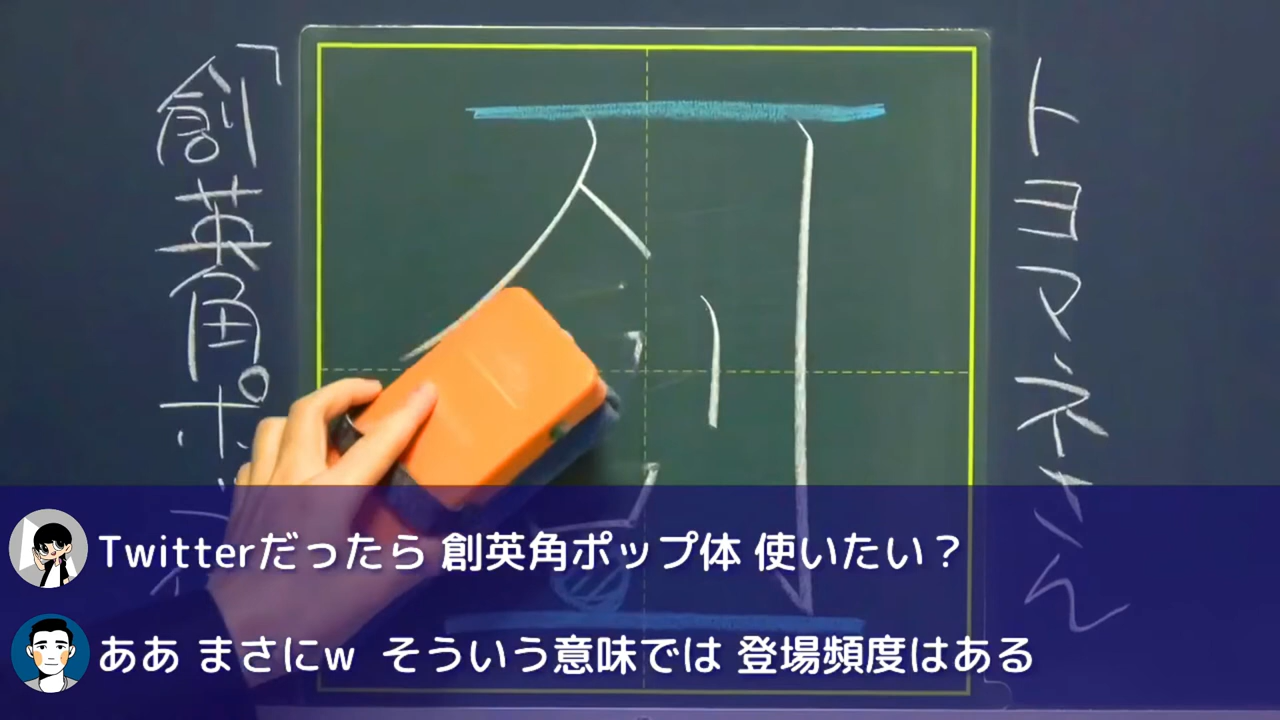 トヨマネさん
「創英角ポップ
Twitterだったら 創英角ポップ体 使いたい？
ああ まさにw そういう意味では 登場頻度はある